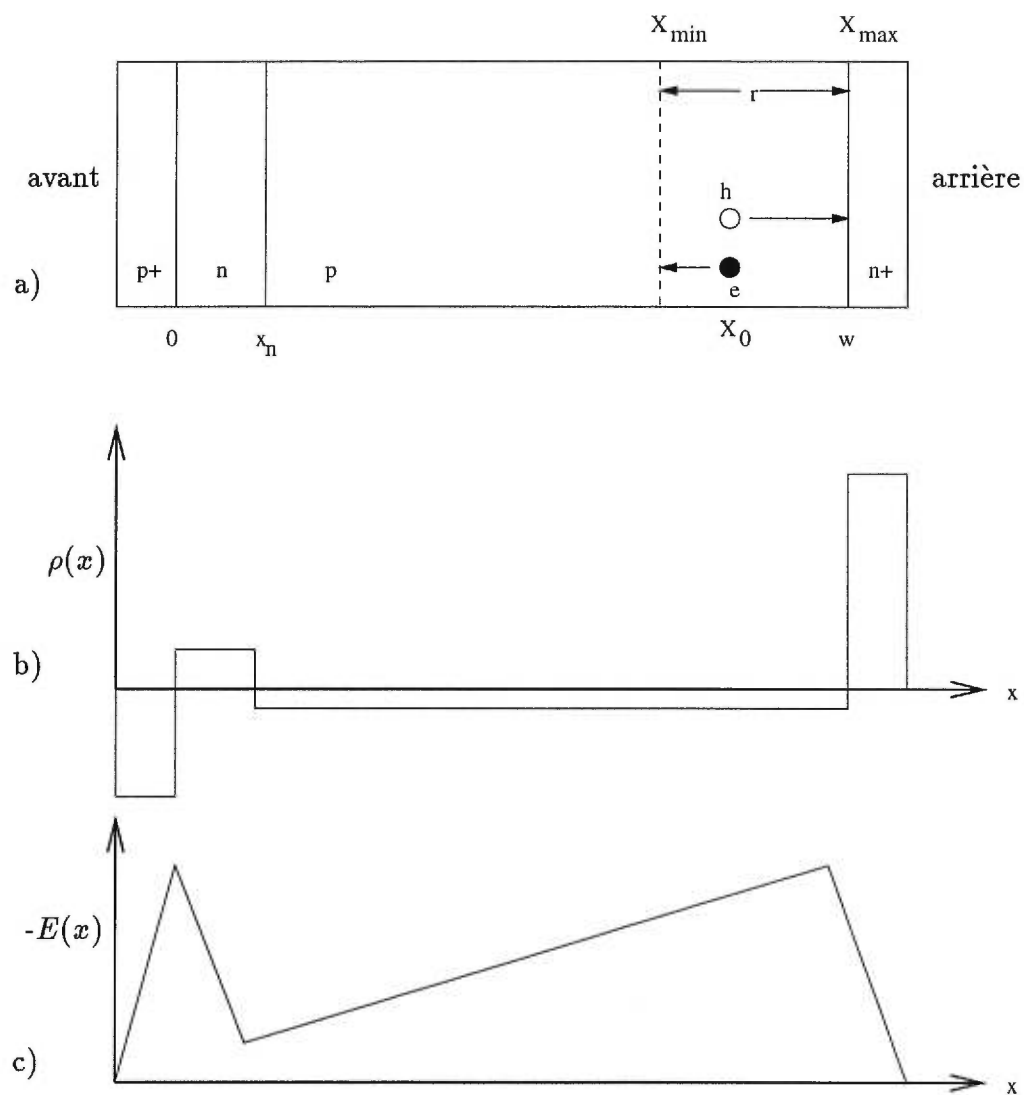 X_min X_max
r
avant arrière
h
p+ n p n+
a) e
0 x_n X_0 w
ρ(x)
b)
x
-E(x)
c)
x